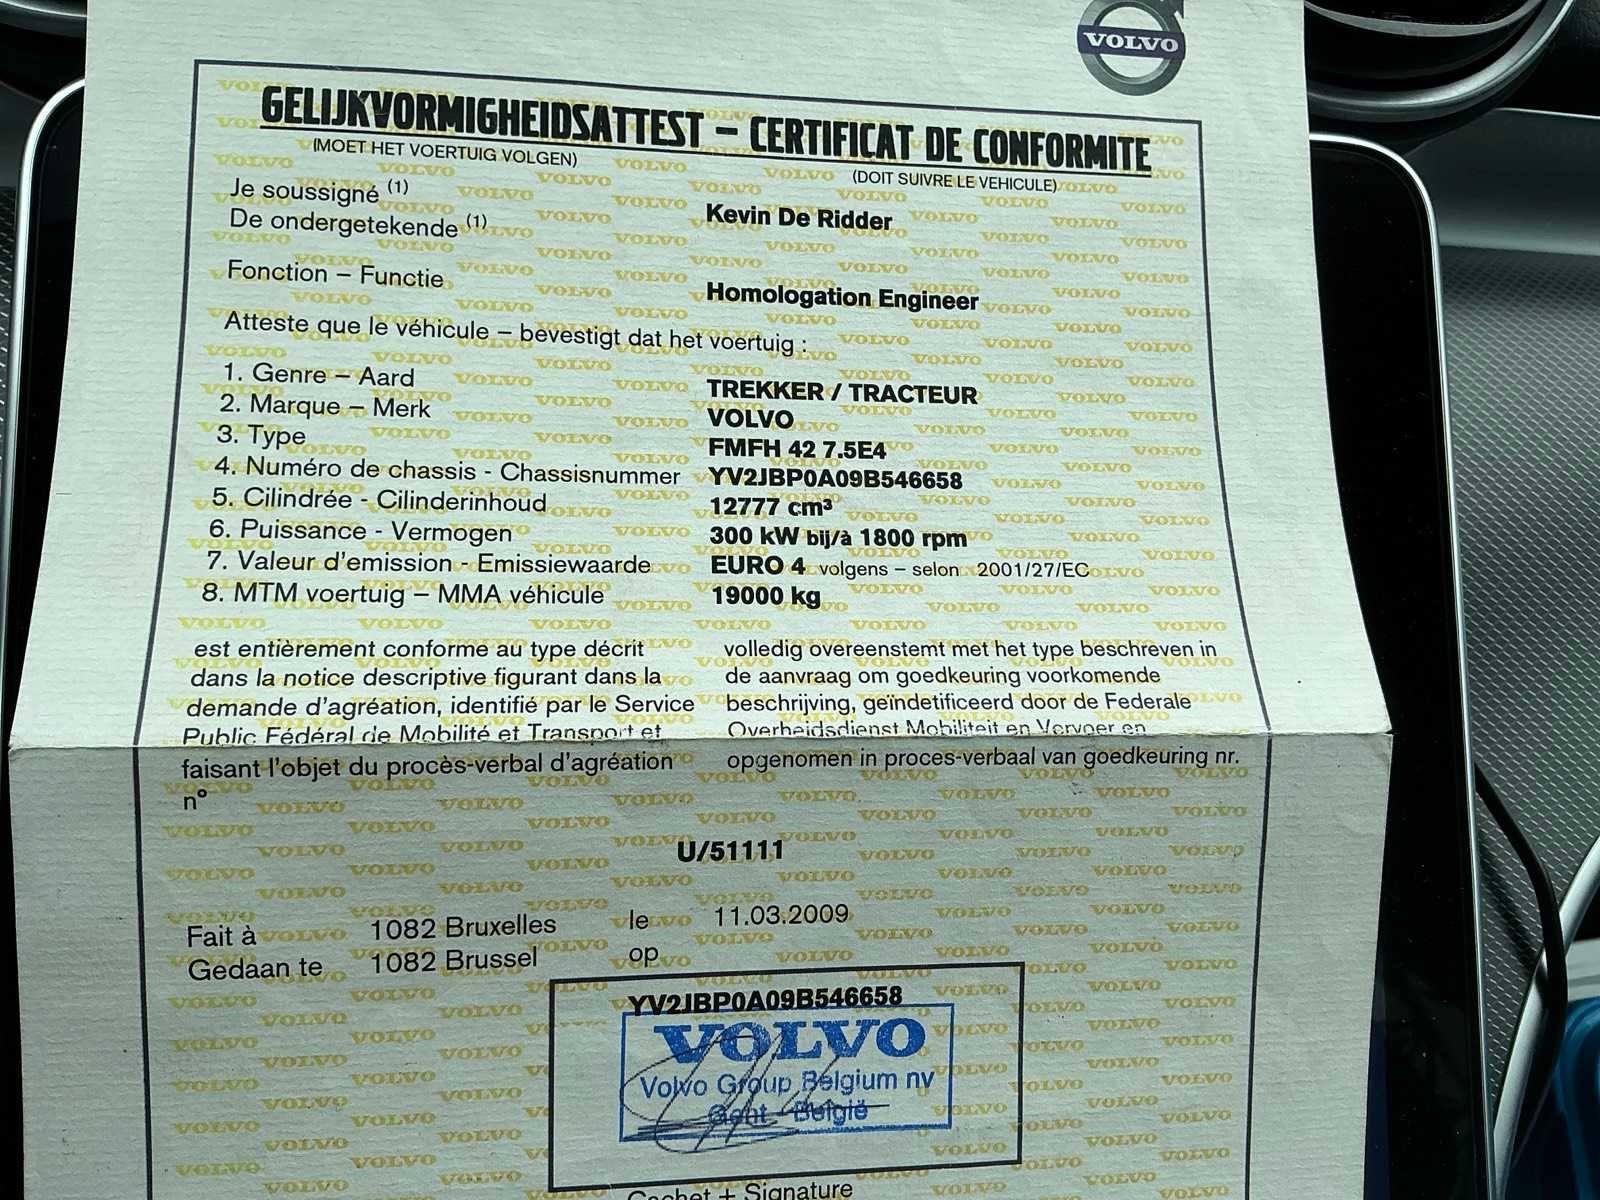 VOLVO
GELIJKVORMIGHEIDSATTEST – CERTIFICAT DE CONFORMITE
(MOET HET VOERTUIG VOLGEN)
(DOIT SUIVRE LE VEHICULE)
Je soussigné (1)
De ondergetekende (1)
Kevin De Ridder
Fonction – Functie
Homologation Engineer
Atteste que le véhicule – bevestigt dat het voertuig :
1. Genre – Aard TREKKER / TRACTEUR
2. Marque – Merk VOLVO
3. Type FMFH 42 7.5E4
4. Numéro de chassis - Chassisnummer YV2JBP0A09B546658
5. Cilindrée - Cilinderinhoud 12777 cm³
6. Puissance - Vermogen 300 kW bij/à 1800 rpm
7. Valeur d'emission - Emissiewaarde EURO 4 volgens – selon 2001/27/EC
8. MTM voertuig – MMA véhicule 19000 kg
est entièrement conforme au type décrit
dans la notice descriptive figurant dans la
demande d'agréation, identifié par le Service
Public Fédéral de Mobilité et Transport et
faisant l'objet du procès-verbal d'agréation
n°
volledig overeenstemt met het type beschreven in
de aanvraag om goedkeuring voorkomende
beschrijving, geïndetificeerd door de Federale
Overheidsdienst Mobiliteit en Vervoer en
opgenomen in proces-verbaal van goedkeuring nr.
U/51111
Fait à 1082 Bruxelles le 11.03.2009
Gedaan te 1082 Brussel op
YV2JBP0A09B546658
VOLVO
Volvo Group Belgium nv
Gent - België
Cachet + Signature